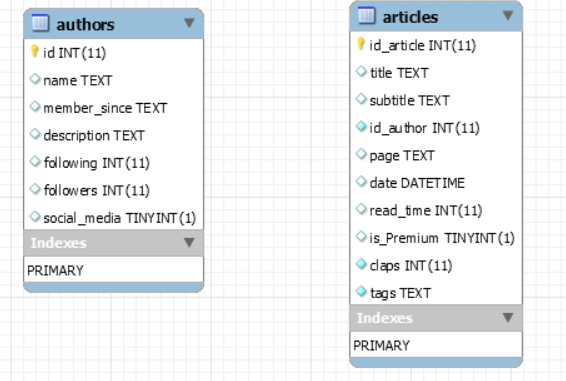 authors
id INT(11)
name TEXT
member_since TEXT
description TEXT
following INT(11)
followers INT(11)
social_media TINYINT(1)
Indexes
PRIMARY
articles
id_article INT(11)
title TEXT
subtitle TEXT
id_author INT(11)
page TEXT
date DATETIME
read_time INT(11)
is_Premium TINYINT(1)
claps INT(11)
tags TEXT
Indexes
PRIMARY